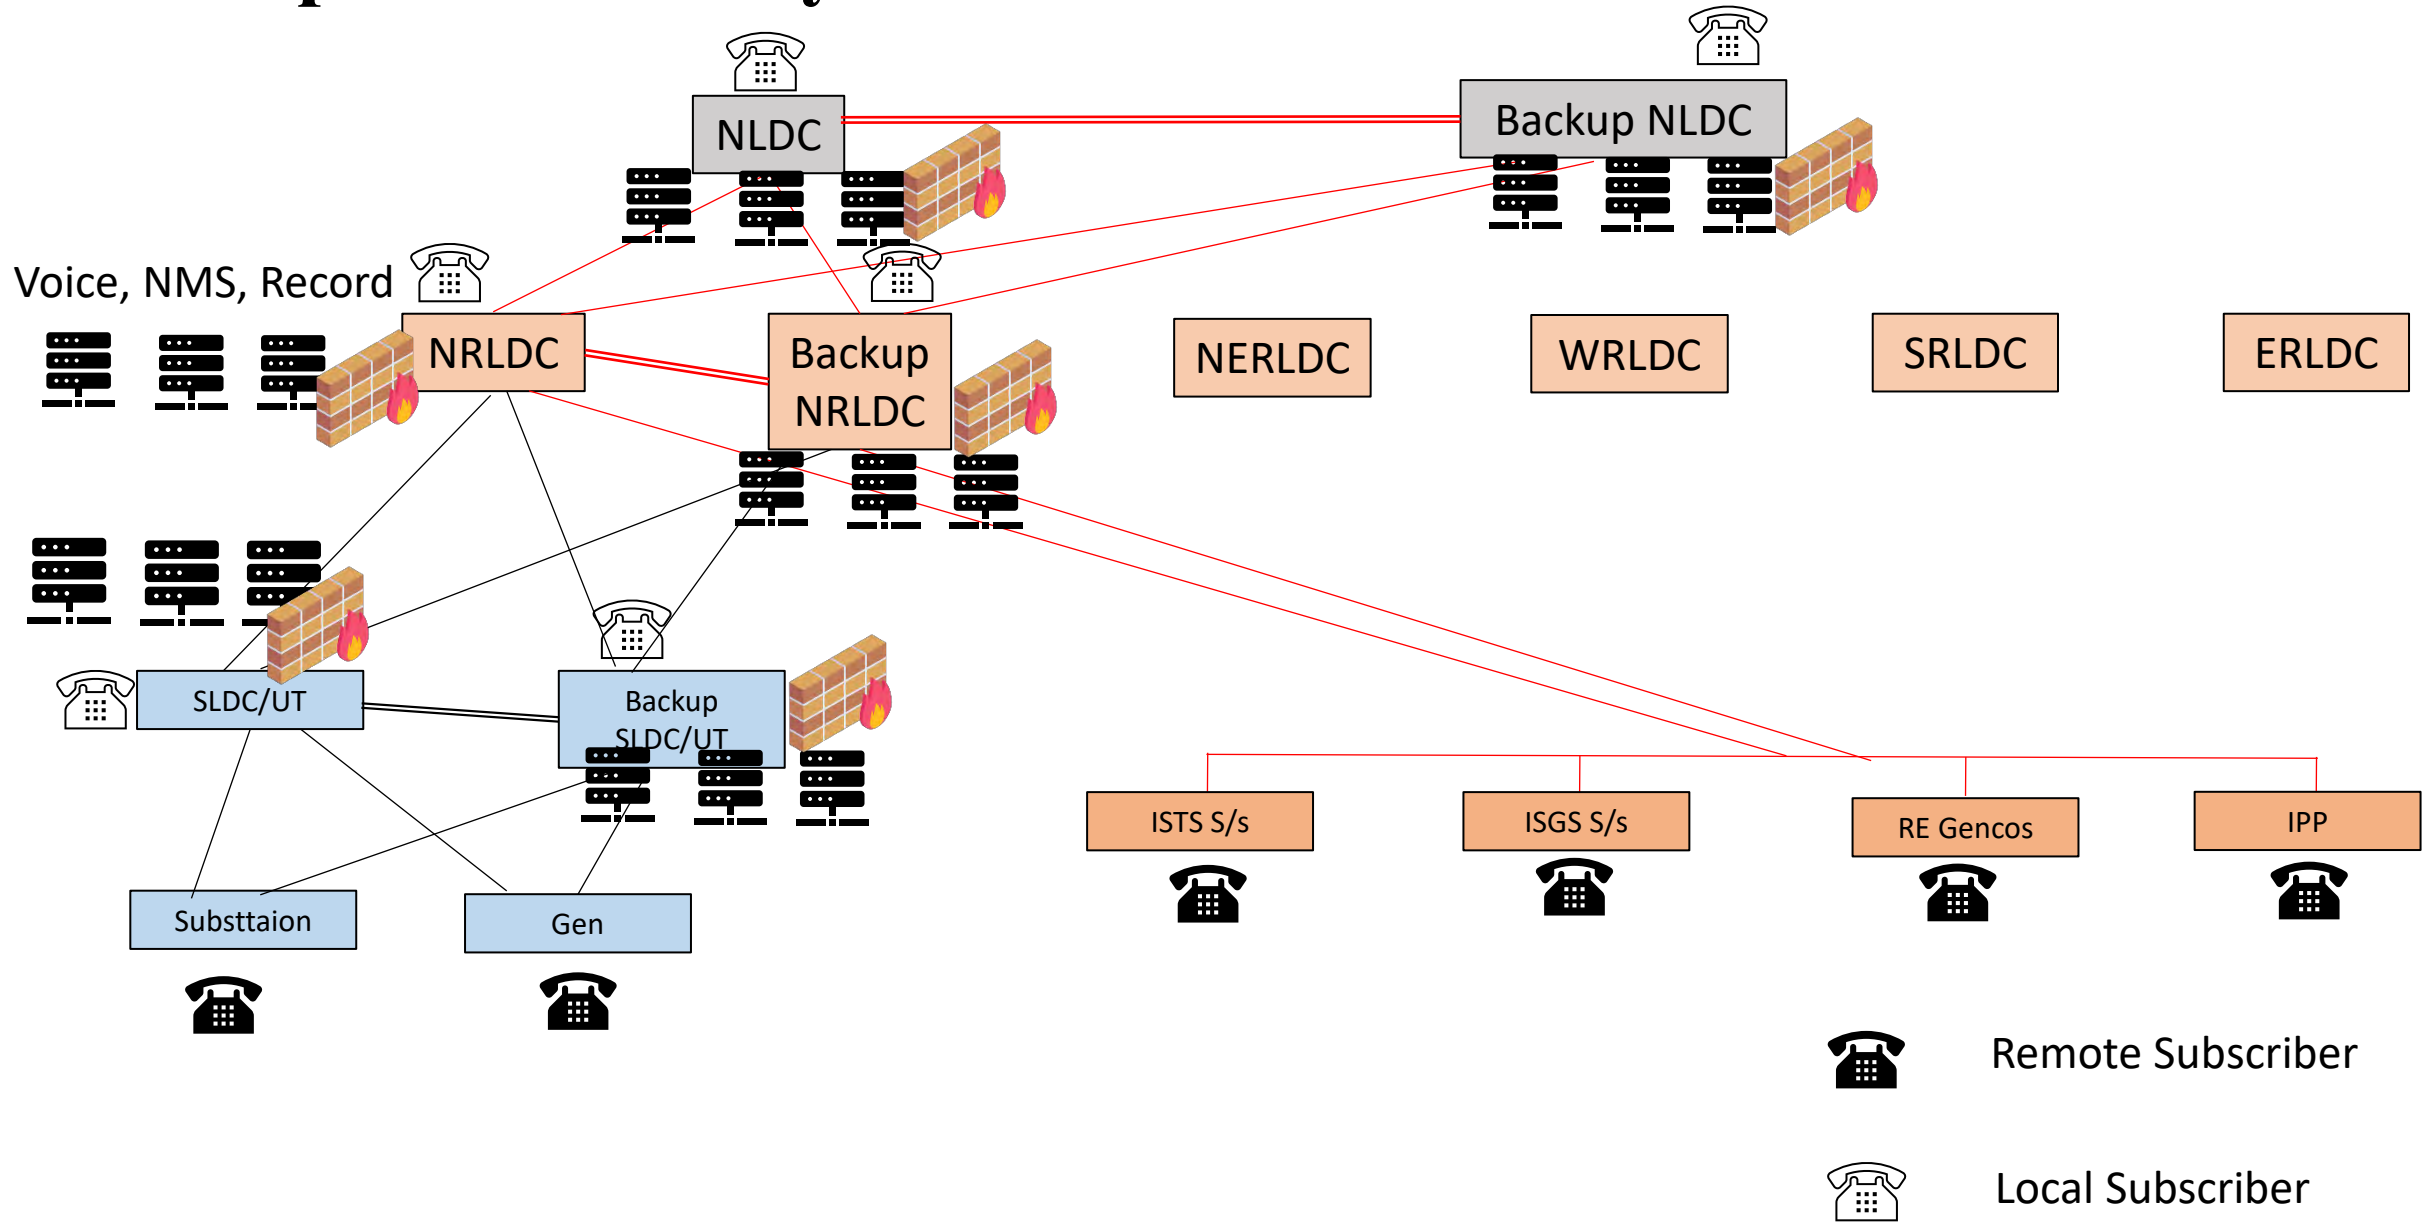 NLDC
Backup NLDC
Voice, NMS, Record
NRLDC
Backup
NRLDC
NERLDC
WRLDC
SRLDC
ERLDC
SLDC/UT
Backup
SLDC/UT
ISTS S/s
ISGS S/s
RE Gencos
IPP
Substtaion
Gen
Remote Subscriber
Local Subscriber